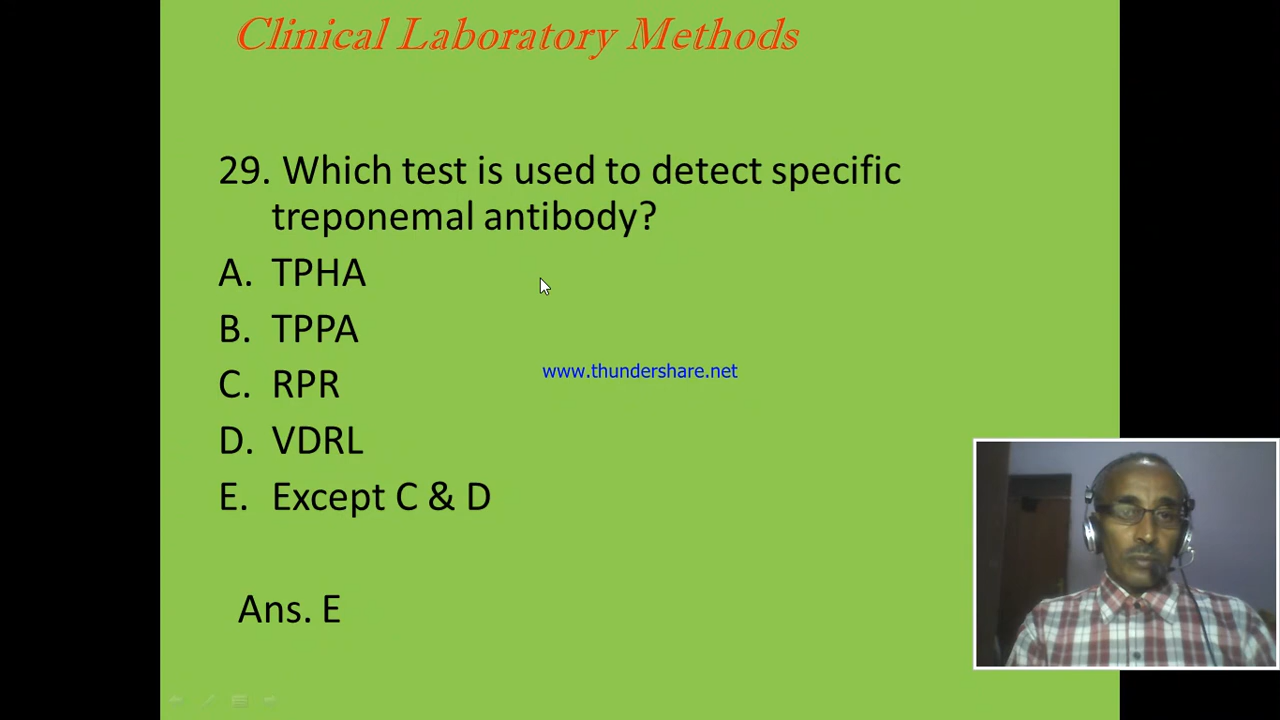 Clinical Laboratory Methods
29. Which test is used to detect specific
treponemal antibody?
A. TPHA
B. TPPA
C. RPR
www.thundershare.net
D. VDRL
E. Except C & D
Ans. E